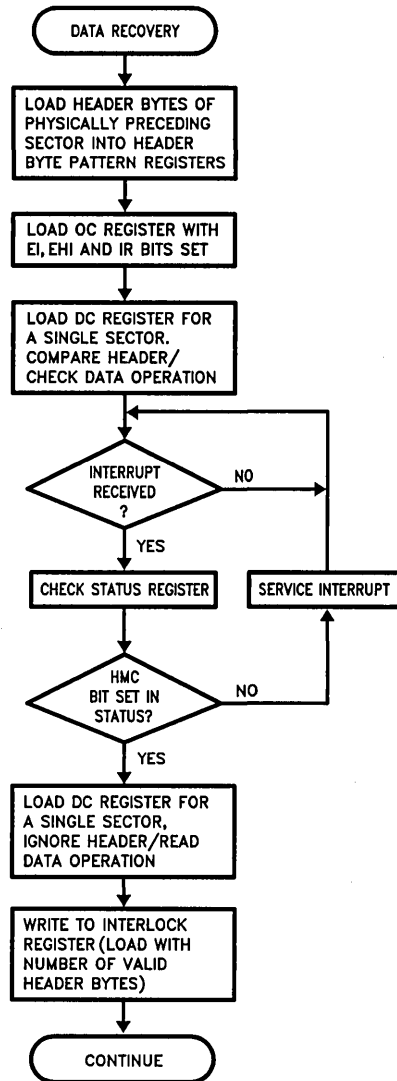 DATA RECOVERY
LOAD HEADER BYTES OF
PHYSICALLY PRECEDING
SECTOR INTO HEADER
BYTE PATTERN REGISTERS
LOAD OC REGISTER WITH
EI, EHI AND IR BITS SET
LOAD DC REGISTER FOR
A SINGLE SECTOR.
COMPARE HEADER/
CHECK DATA OPERATION
INTERRUPT
RECEIVED
?
NO
YES
CHECK STATUS REGISTER
SERVICE INTERRUPT
HMC
BIT SET IN
STATUS?
NO
YES
LOAD DC REGISTER FOR
A SINGLE SECTOR,
IGNORE HEADER/READ
DATA OPERATION
WRITE TO INTERLOCK
REGISTER (LOAD WITH
NUMBER OF VALID
HEADER BYTES)
CONTINUE